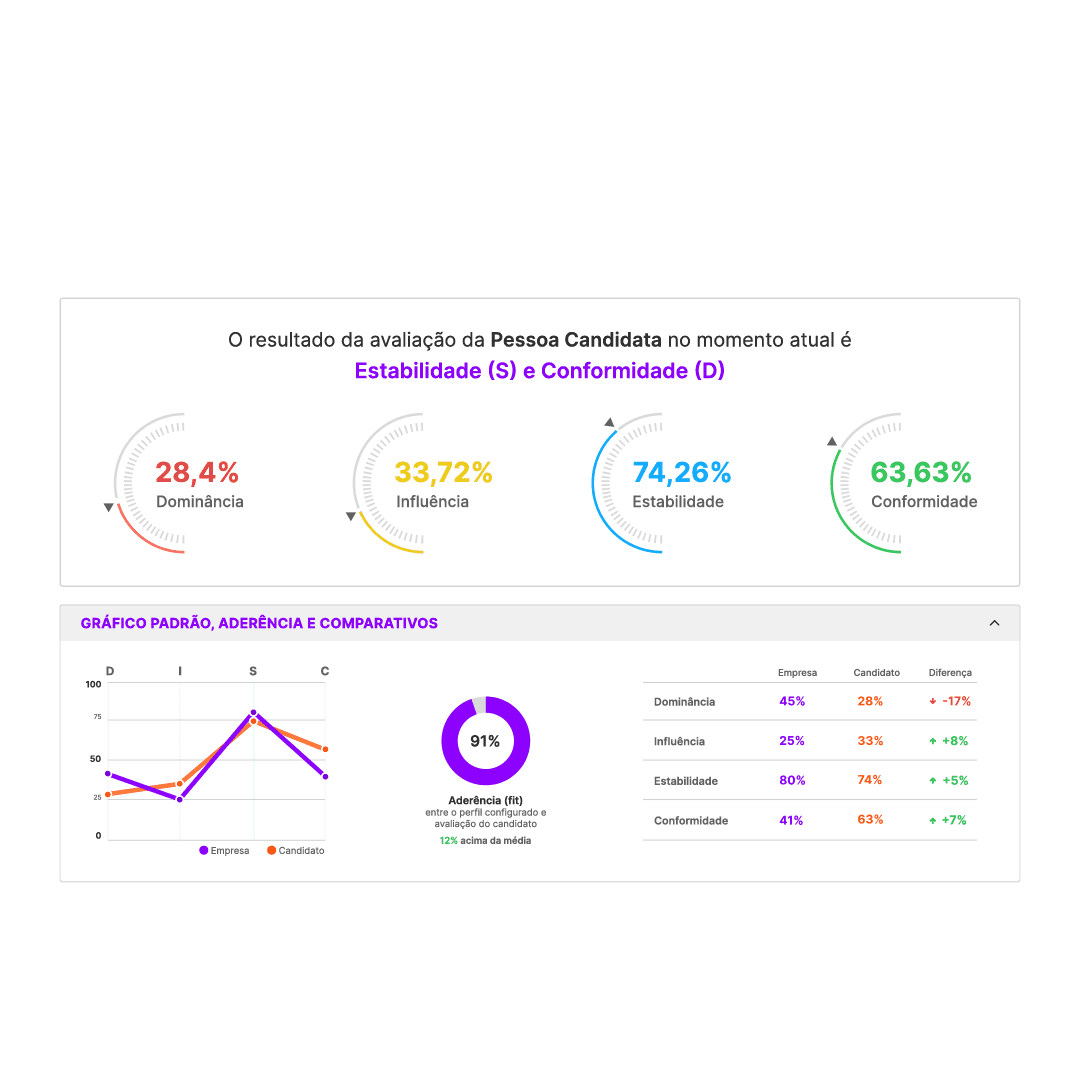 O resultado da avaliação da Pessoa Candidata no momento atual é
Estabilidade (S) e Conformidade (D)
28,4%
Dominância
33,72%
Influência
74,26%
Estabilidade
63,63%
Conformidade
GRÁFICO PADRÃO, ADERÊNCIA E COMPARATIVOS
D I S C
100
75
50
25
0
Empresa Candidato
91%
Aderência (fit)
entre o perfil configurado e
avaliação do candidato
12% acima da média
Empresa Candidato Diferença
Dominância 45% 28% -17%
Influência 25% 33% +8%
Estabilidade 80% 74% +5%
Conformidade 41% 63% +7%